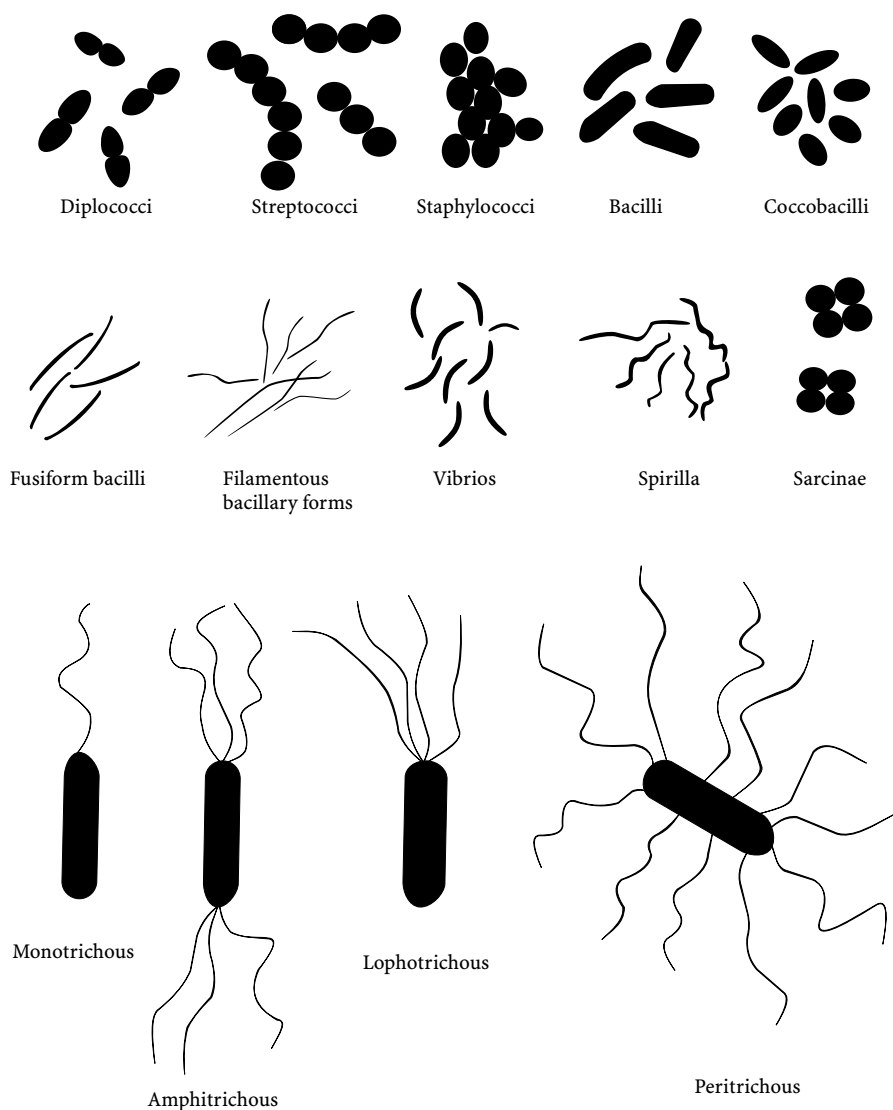 Diplococci
Streptococci
Staphylococci
Bacilli
Coccobacilli
Fusiform bacilli
Filamentous
bacillary forms
Vibrios
Spirilla
Sarcinae
Monotrichous
Amphitrichous
Lophotrichous
Peritrichous